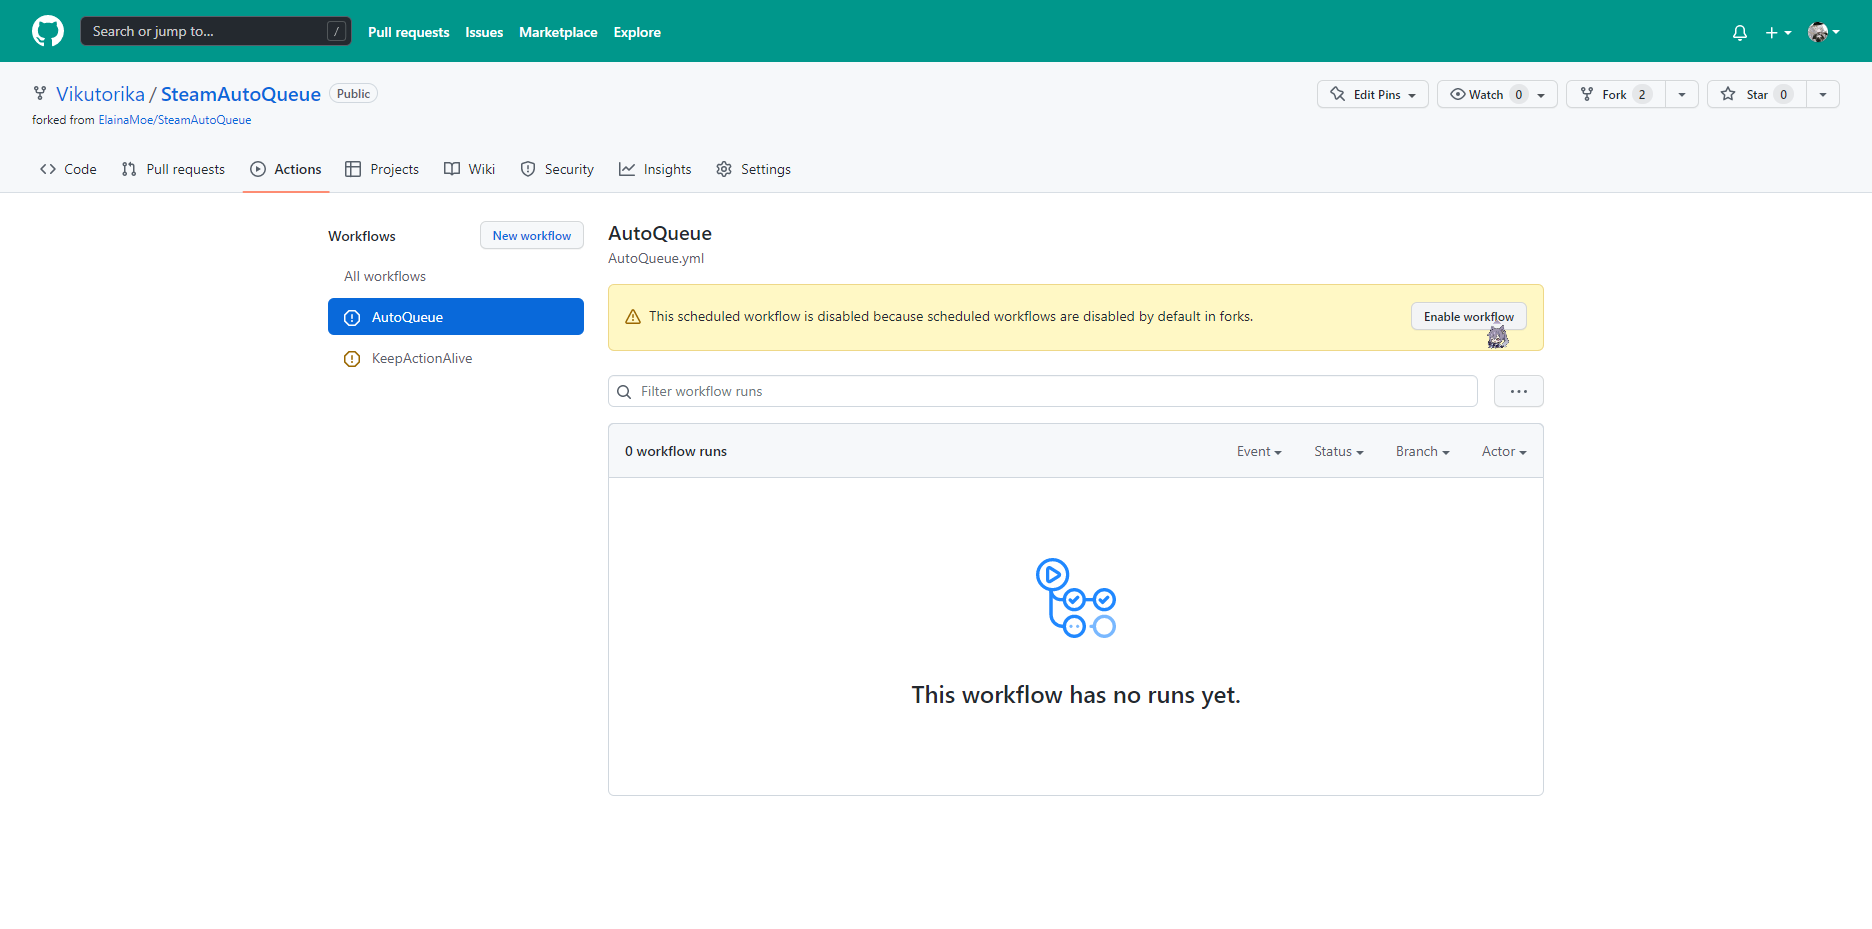 Search or jump to... /
Pull requests Issues Marketplace Explore
Vikutorika / SteamAutoQueue Public
Edit Pins Watch 0 Fork 2 Star 0
forked from ElainaMoe/SteamAutoQueue
Code Pull requests Actions Projects Wiki Security Insights Settings
Workflows New workflow
All workflows
AutoQueue
KeepActionAlive
AutoQueue
AutoQueue.yml
This scheduled workflow is disabled because scheduled workflows are disabled by default in forks. Enable workflow
Filter workflow runs
0 workflow runs Event Status Branch Actor
This workflow has no runs yet.